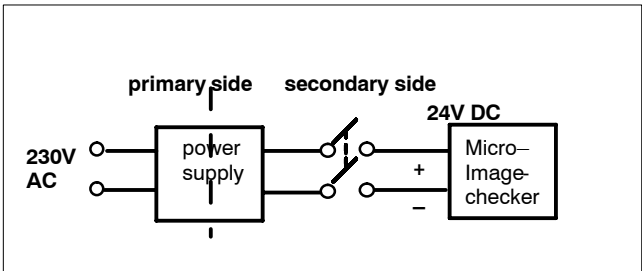 primary side secondary side
24V DC
230V
AC
power
supply
+
–
Micro–
Image-
checker